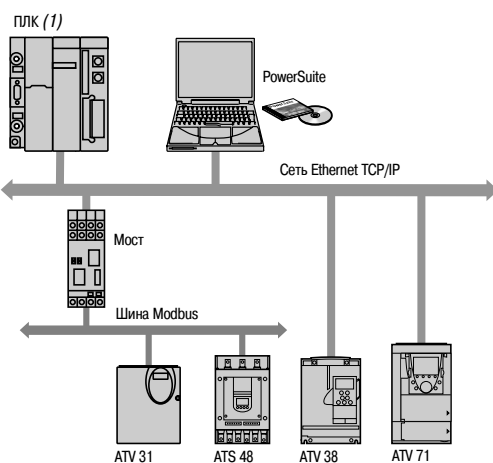 ПЛК (1)
PowerSuite
Сеть Ethernet TCP/IP
Мост
Шина Modbus
ATV 31
ATS 48
ATV 38
ATV 71